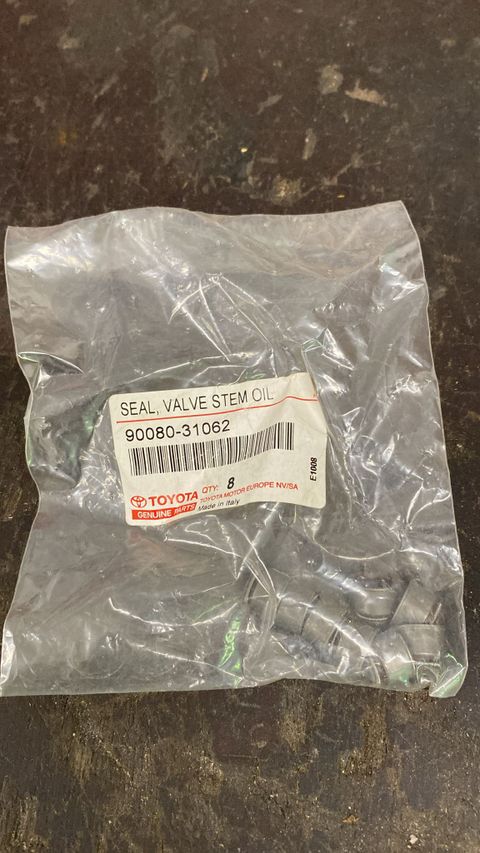 SEAL, VALVE STEM OIL
90080-31062
E1008
TOYOTA
GENUINE PARTS
QTY: 8
TOYOTA MOTOR EUROPE NV/SA
Made in Italy